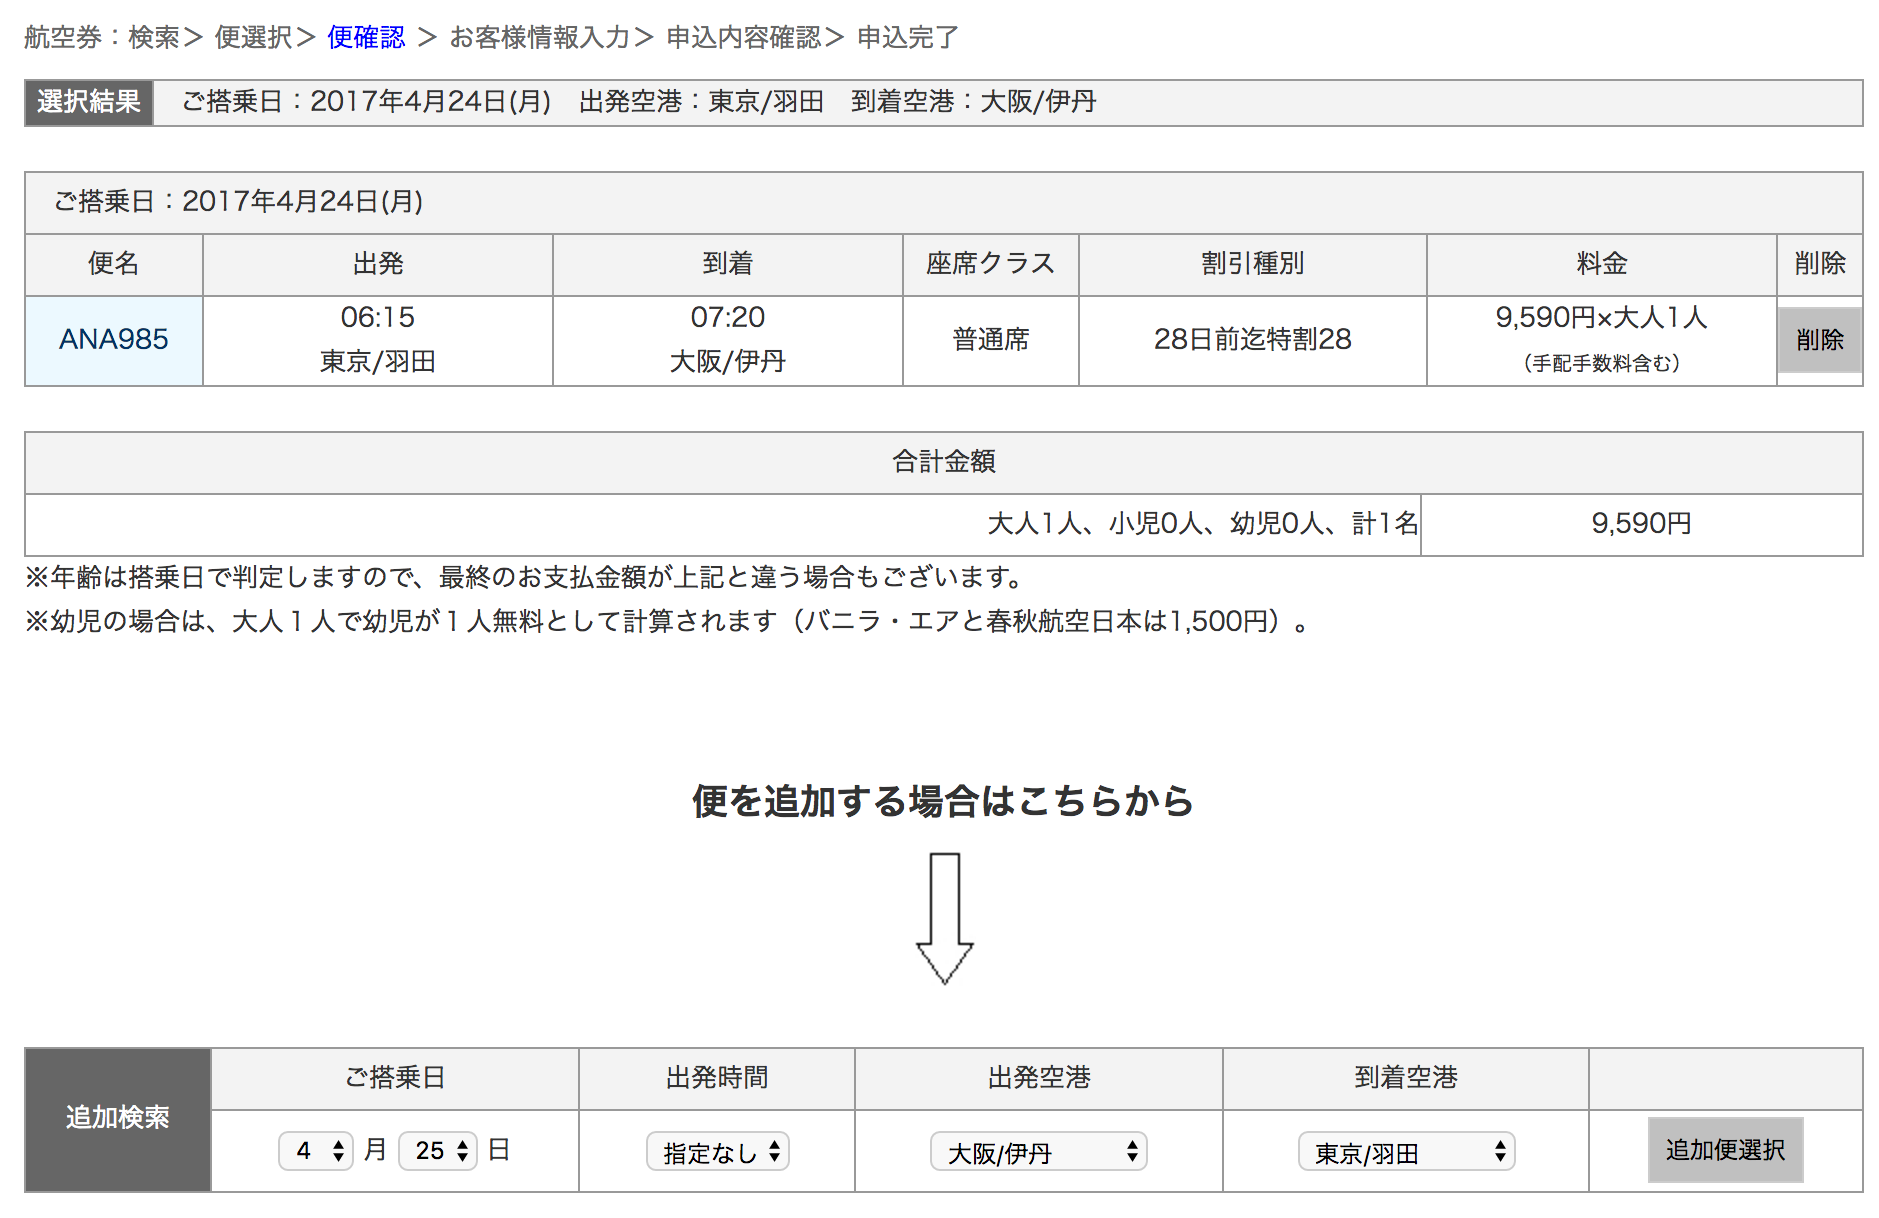 航空券：検索＞ 便選択＞ 便確認 ＞ お客様情報入力＞ 申込内容確認＞ 申込完了
選択結果 ご搭乗日：2017年4月24日(月)　出発空港：東京/羽田　到着空港：大阪/伊丹
ご搭乗日：2017年4月24日(月)
便名 出発 到着 座席クラス 割引種別 料金 削除
06:15 07:20 9,590円×大人1人
ANA985 普通席 28日前迄特割28 削除
東京/羽田 大阪/伊丹 （手配手数料含む）
合計金額
大人1人、小児0人、幼児0人、計1名 9,590円
※年齢は搭乗日で判定しますので、最終のお支払金額が上記と違う場合もございます。
※幼児の場合は、大人１人で幼児が１人無料として計算されます（バニラ・エアと春秋航空日本は1,500円）。
便を追加する場合はこちらから
ご搭乗日 出発時間 出発空港 到着空港
追加検索
4 月 25 日 指定なし 大阪/伊丹 東京/羽田 追加便選択